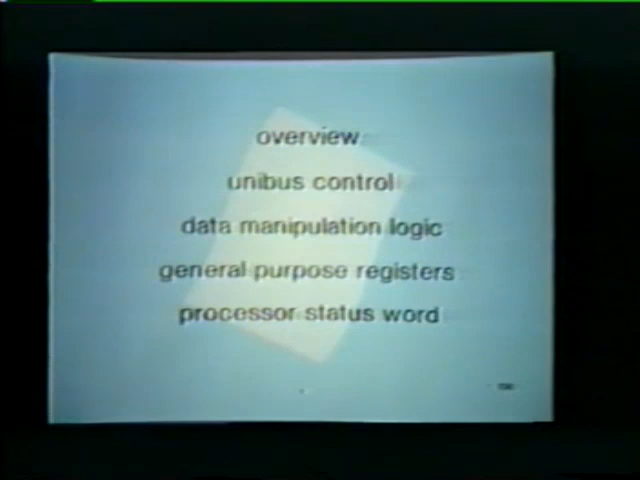 overview
unibus control
data manipulation logic
general purpose registers
processor status word